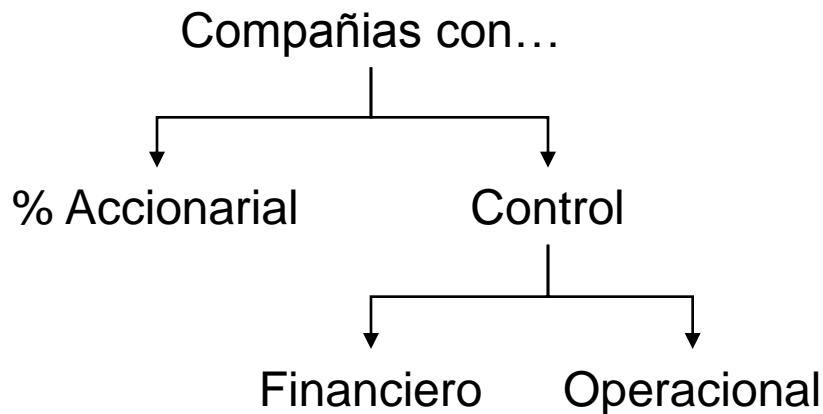 Compañias con…
% Accionarial
Control
Financiero
Operacional